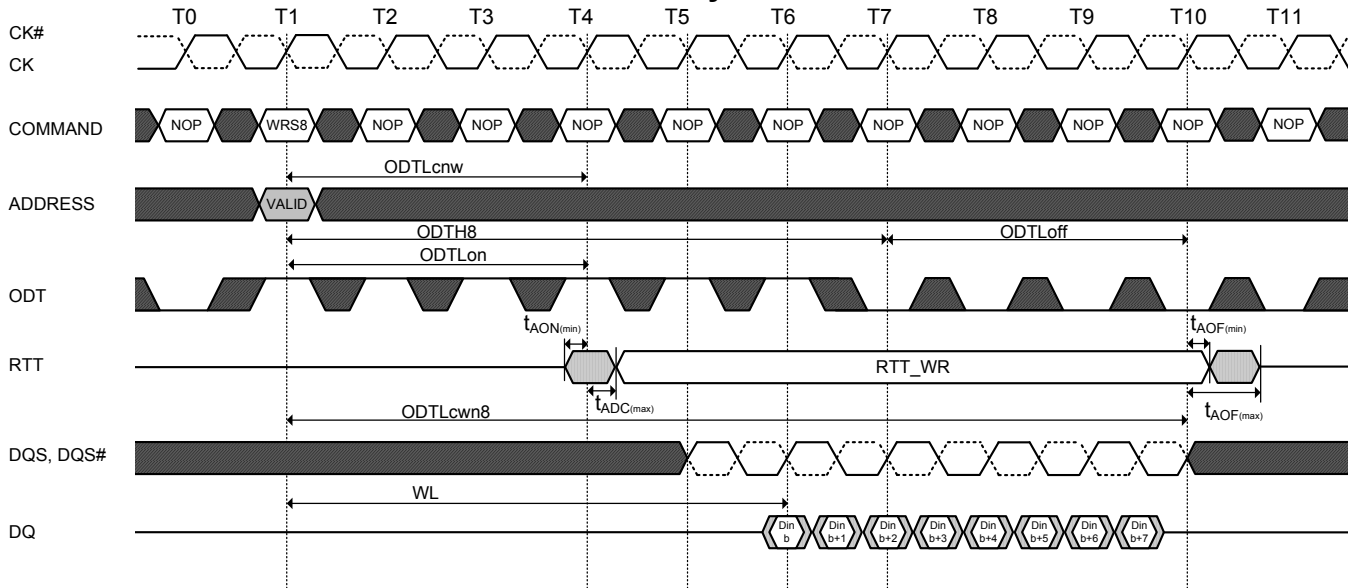 T0 T1 T2 T3 T4 T5 T6 T7 T8 T9 T10 T11
CK#
CK
COMMAND NOP WRS8 NOP NOP NOP NOP NOP NOP NOP NOP NOP NOP
ODTLcnw
ADDRESS VALID
ODTH8 ODTLoff
ODTLon
ODT
tAON(min) tAOF(min)
RTT RTT_WR
tADC(max) tAOF(max)
ODTLcwn8
DQS, DQS#
WL
DQ Din b Din b+1 Din b+2 Din b+3 Din b+4 Din b+5 Din b+6 Din b+7